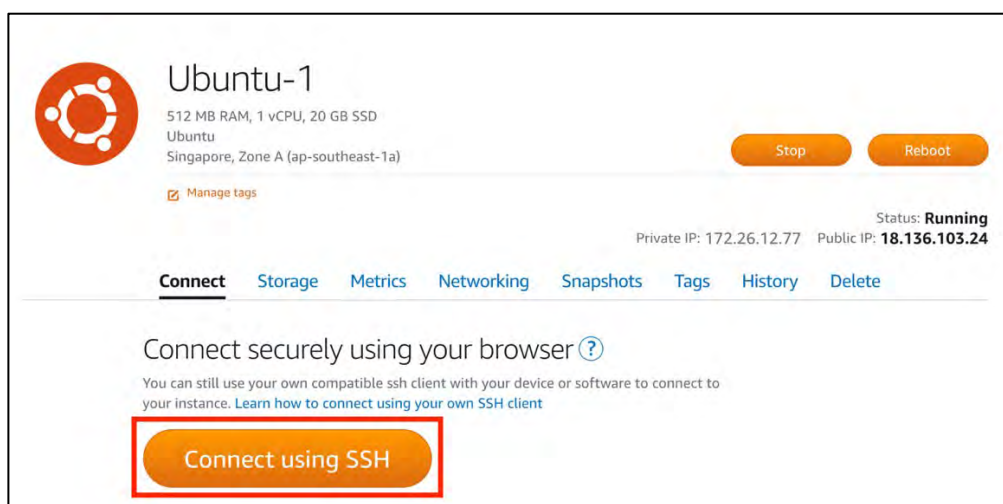 Ubuntu-1
512 MB RAM, 1 vCPU, 20 GB SSD
Ubuntu
Singapore, Zone A (ap-southeast-1a)
Stop
Reboot
Manage tags
Status: Running
Private IP: 172.26.12.77 Public IP: 18.136.103.24
Connect Storage Metrics Networking Snapshots Tags History Delete
Connect securely using your browser ?
You can still use your own compatible ssh client with your device or software to connect to
your instance. Learn how to connect using your own SSH client
Connect using SSH